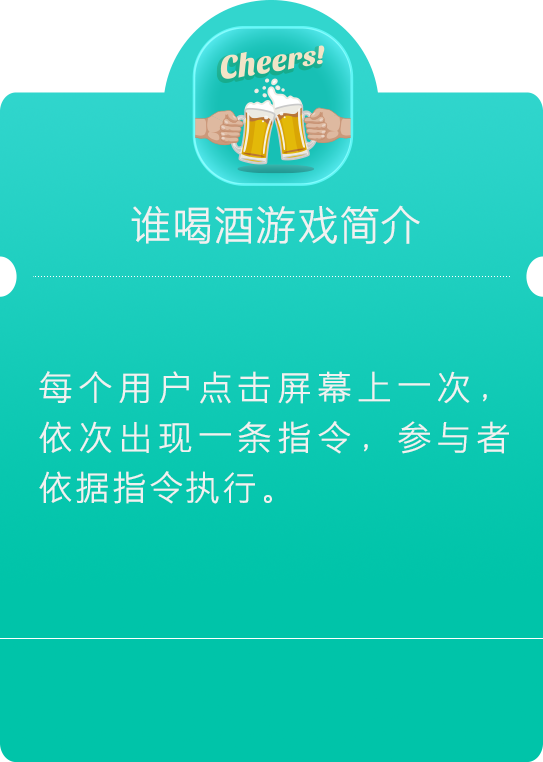 Cheers!
谁喝酒游戏简介
每个用户点击屏幕上一次，
依次出现一条指令，参与者
依据指令执行。